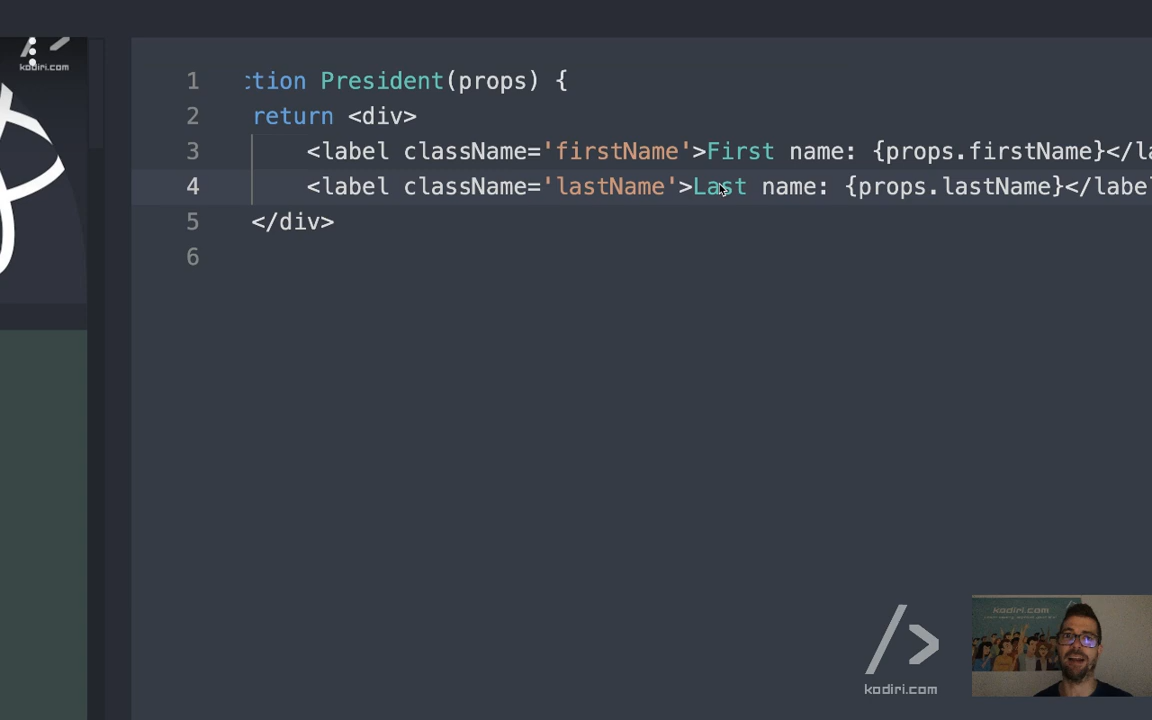 kodiri.com
1 ction President(props) {
2 return <div>
3 <label className='firstName'>First name: {props.firstName}</la
4 <label className='lastName'>Last name: {props.lastName}</label
5 </div>
6
/>
kodiri.com
kodiri.com